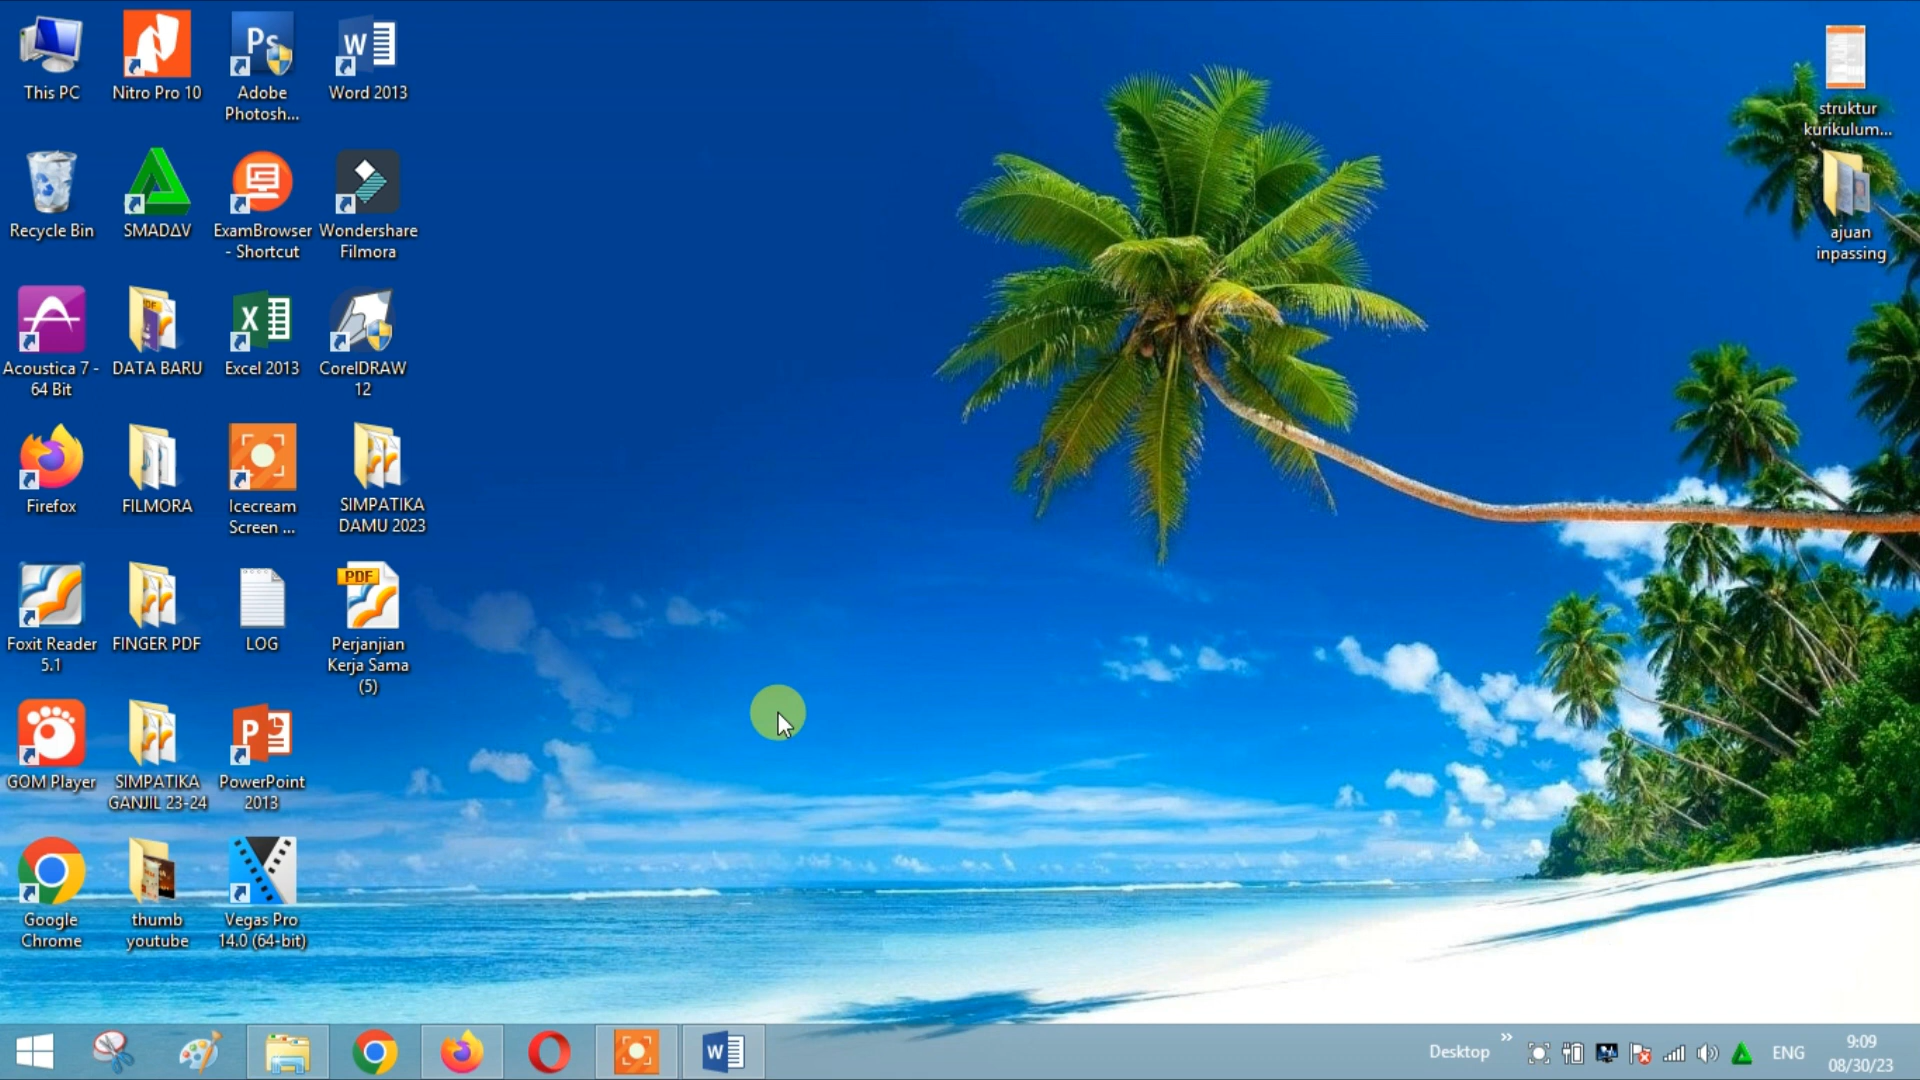 This PC
Nitro Pro 10
Adobe
Photosh...
Word 2013
Recycle Bin
SMADΔV
ExamBrowser
- Shortcut
Wondershare
Filmora
Acoustica 7 -
64 Bit
DATA BARU
Excel 2013
CorelDRAW
12
Firefox
FILMORA
Icecream
Screen ...
SIMPATIKA
DAMU 2023
Foxit Reader
5.1
FINGER PDF
LOG
PDF
Perjanjian
Kerja Sama
(5)
GOM Player
SIMPATIKA
GANJIL 23-24
PowerPoint
2013
Google
Chrome
thumb
youtube
Vegas Pro
14.0 (64-bit)
struktur
kurikulum...
ajuan
inpassing
Desktop
ENG
9:09
08/30/23